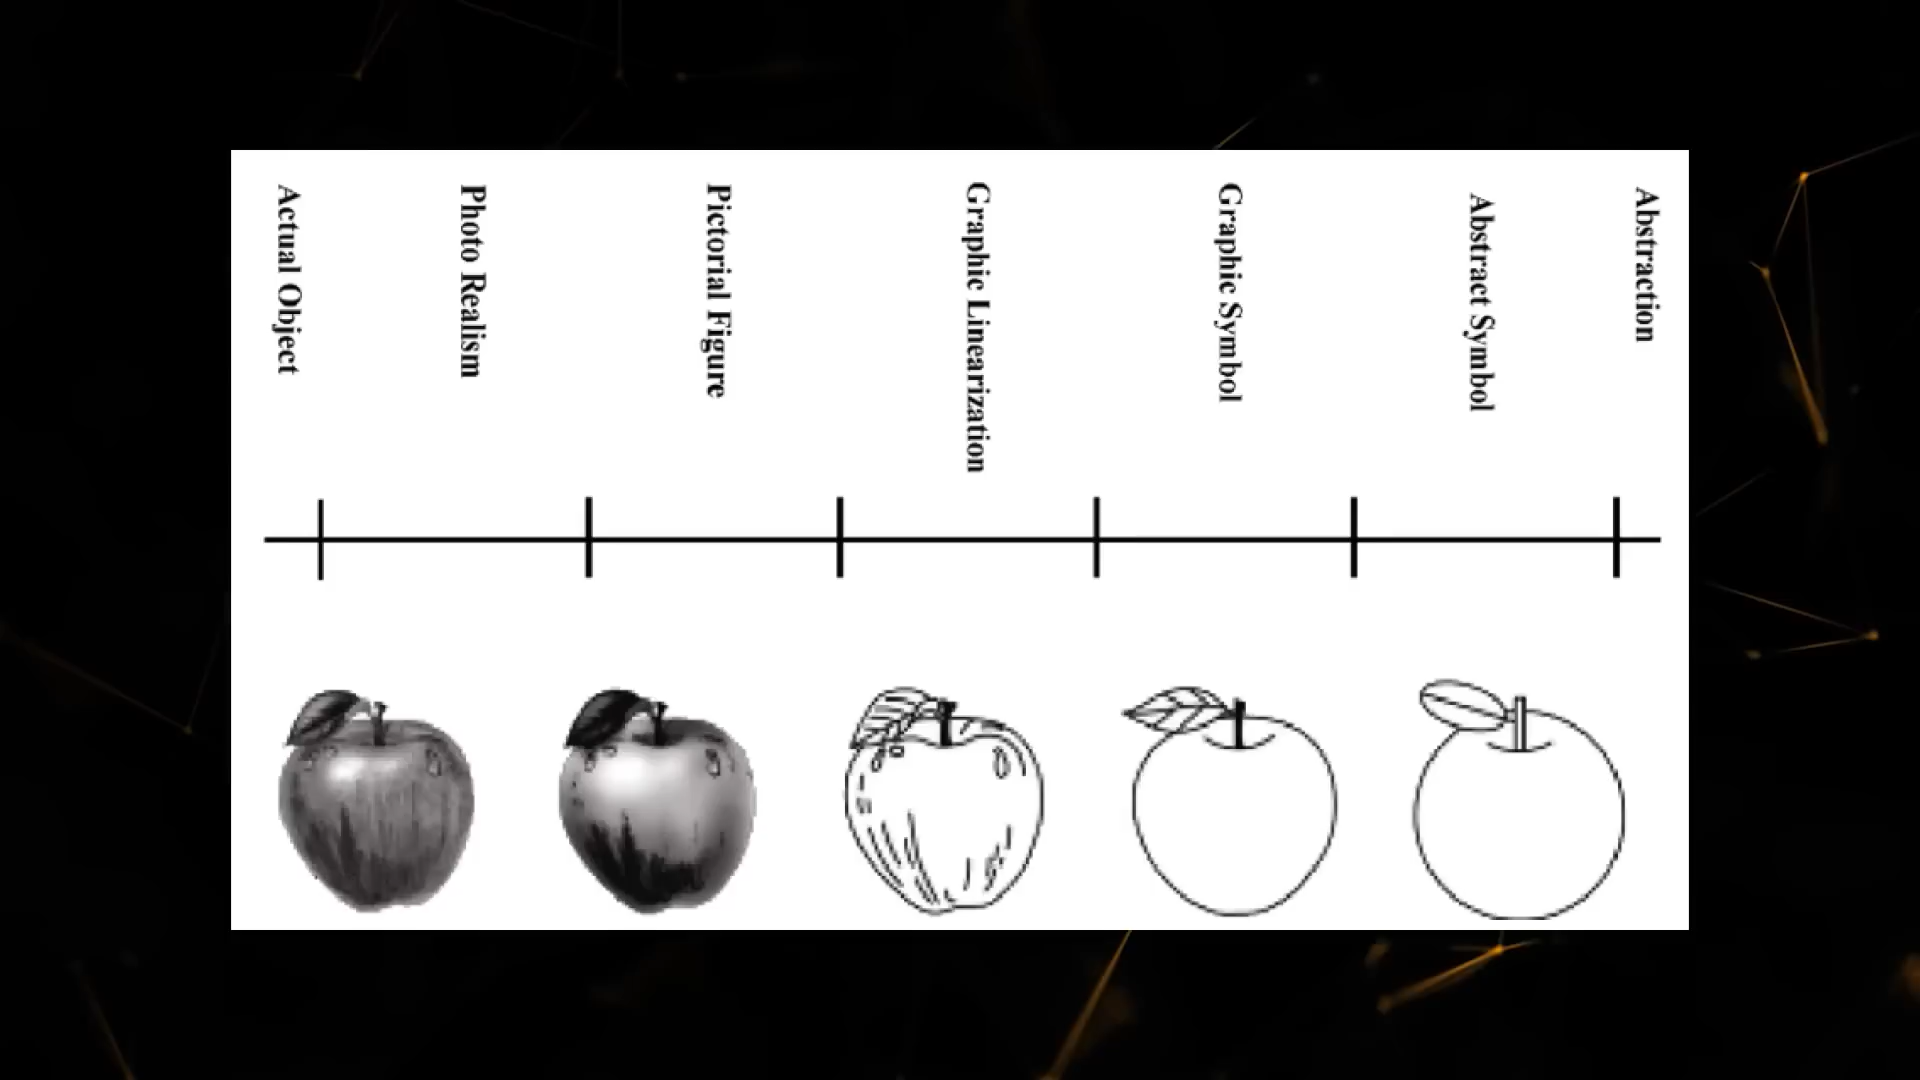 Actual Object
Photo Realism
Pictorial Figure
Graphic Linearization
Graphic Symbol
Abstract Symbol
Abstraction